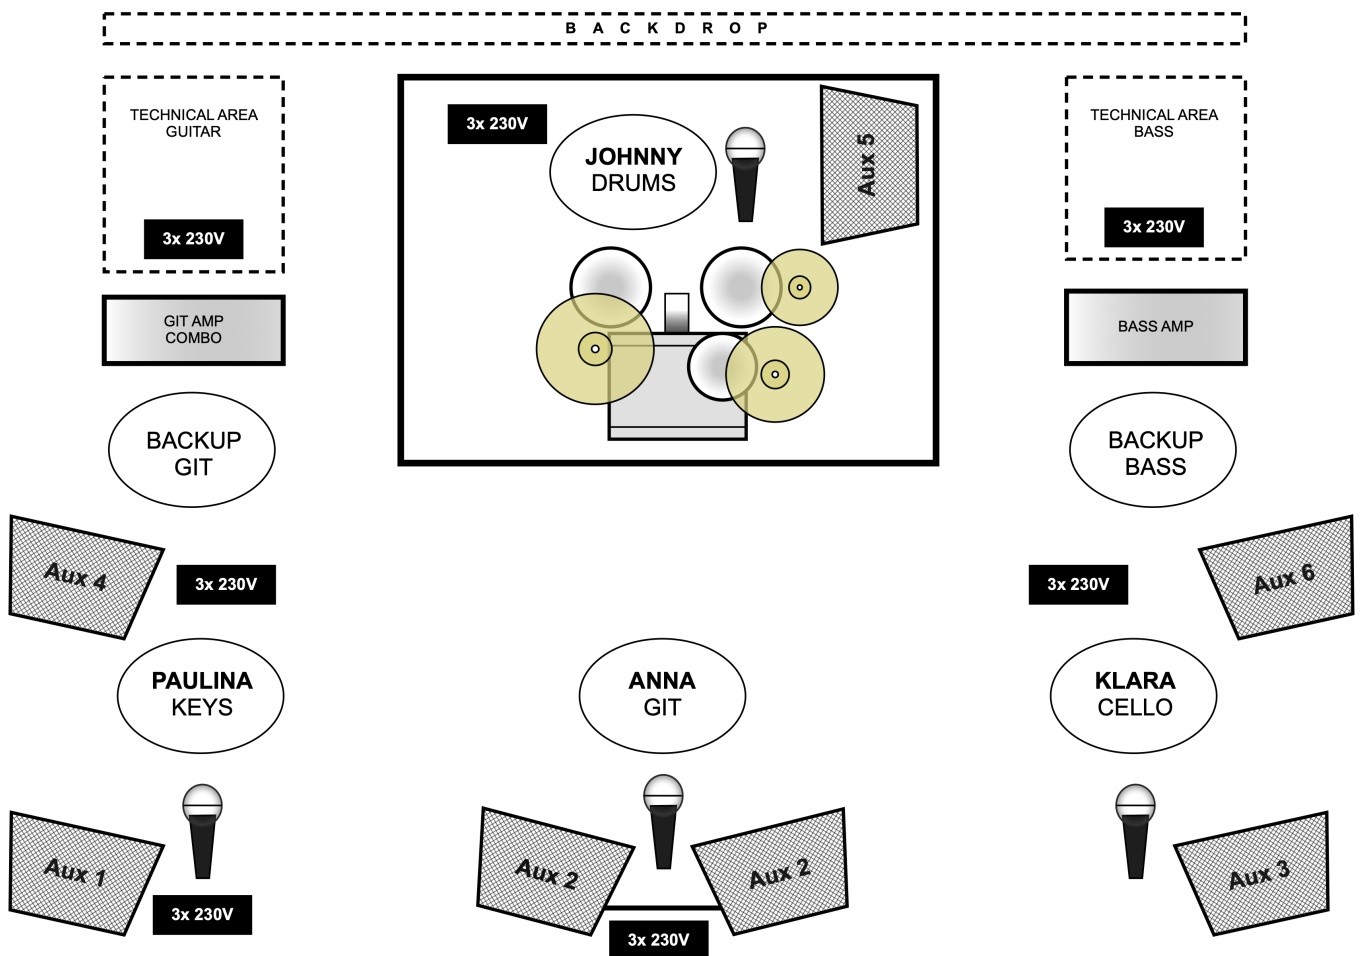 B A C K D R O P
TECHNICAL AREA
GUITAR
3x 230V
3x 230V
JOHNNY
DRUMS
Aux 5
TECHNICAL AREA
BASS
3x 230V
GIT AMP
COMBO
BASS AMP
BACKUP
GIT
BACKUP
BASS
Aux 4
3x 230V
3x 230V
Aux 6
PAULINA
KEYS
ANNA
GIT
KLARA
CELLO
Aux 1
3x 230V
Aux 2
Aux 2
3x 230V
Aux 3